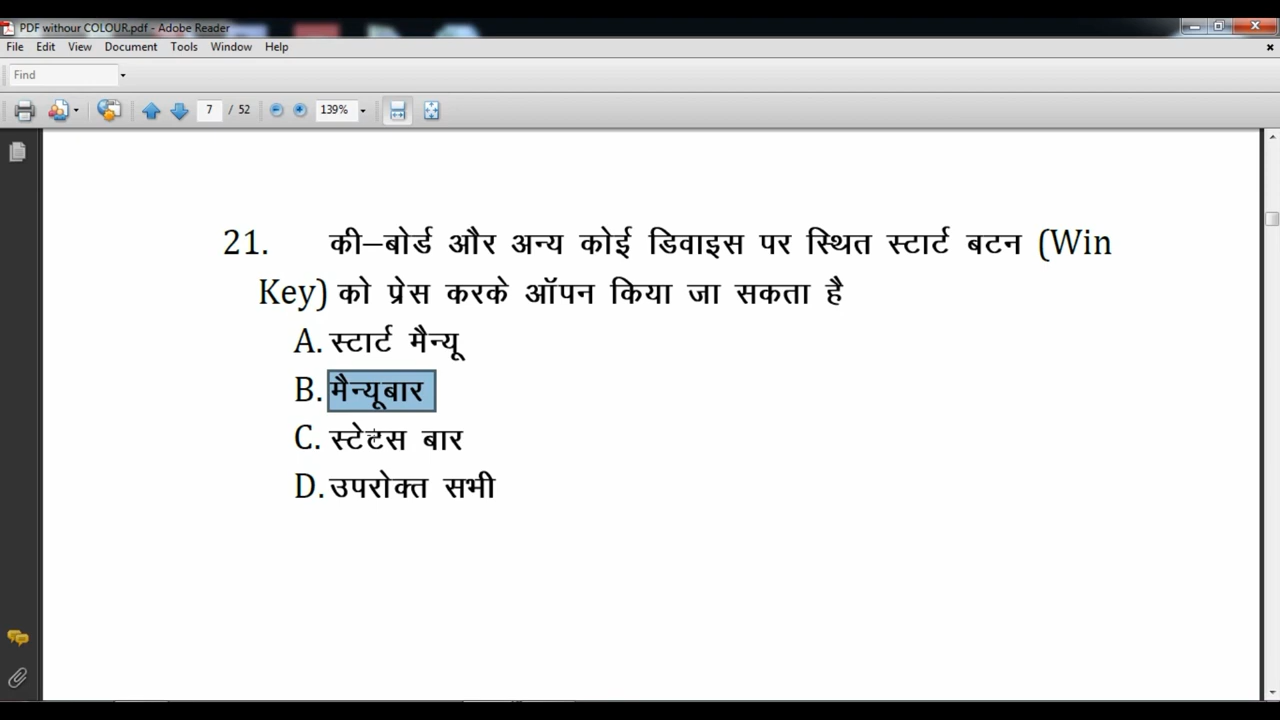 PDF withour COLOUR.pdf - Adobe Reader
File Edit View Document Tools Window Help
Find
7 / 52 139%
21. की–बोर्ड और अन्य कोई डिवाइस पर स्थित स्टार्ट बटन (Win
Key) को प्रेस करके ऑपन किया जा सकता है
A. स्टार्ट मैन्यू
B. मैन्यूबार
C. स्टेटस बार
D. उपरोक्त सभी